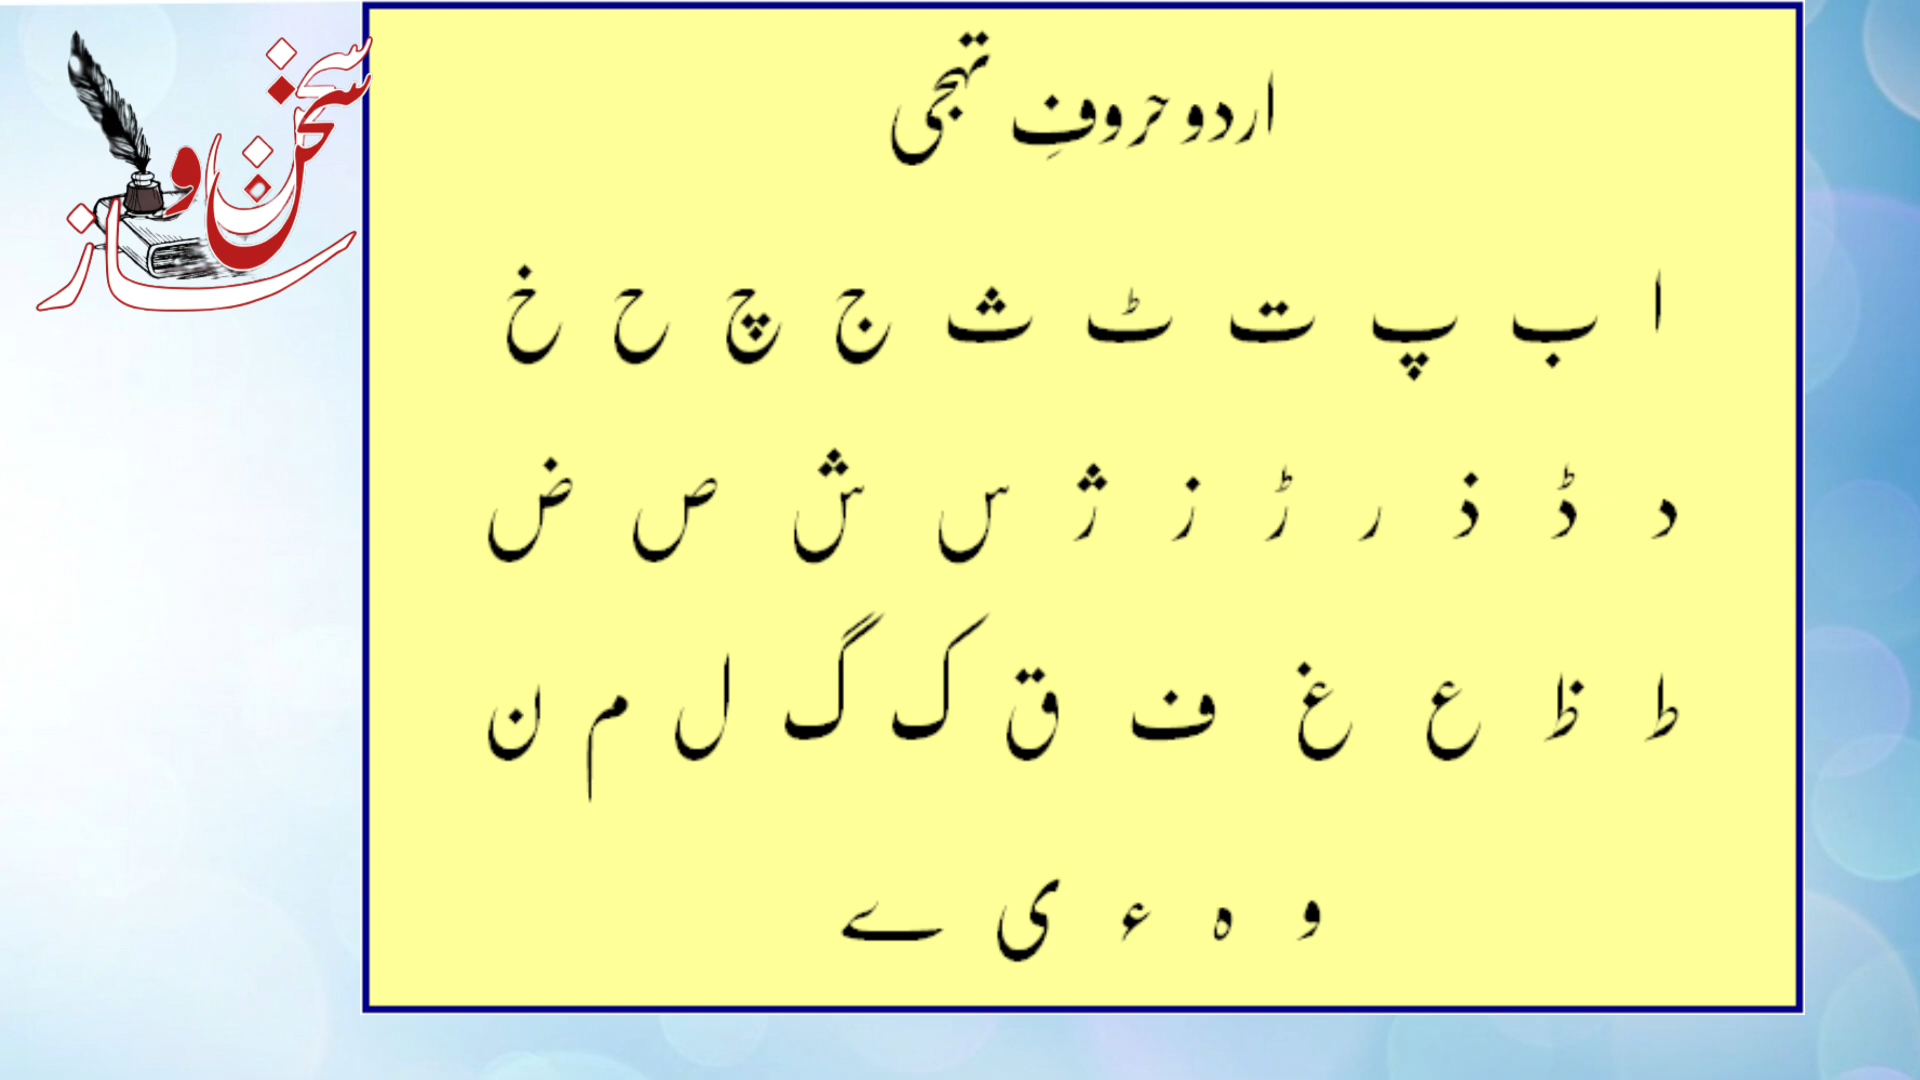 سخن و ساز
اردو حروفِ تہجی
ا ب پ ت ٹ ث ج چ ح خ
د ڈ ذ ر ڑ ز ژ س ش ص ض
ط ظ ع غ ف ق ک گ ل م ن
و ہ ء ی ے